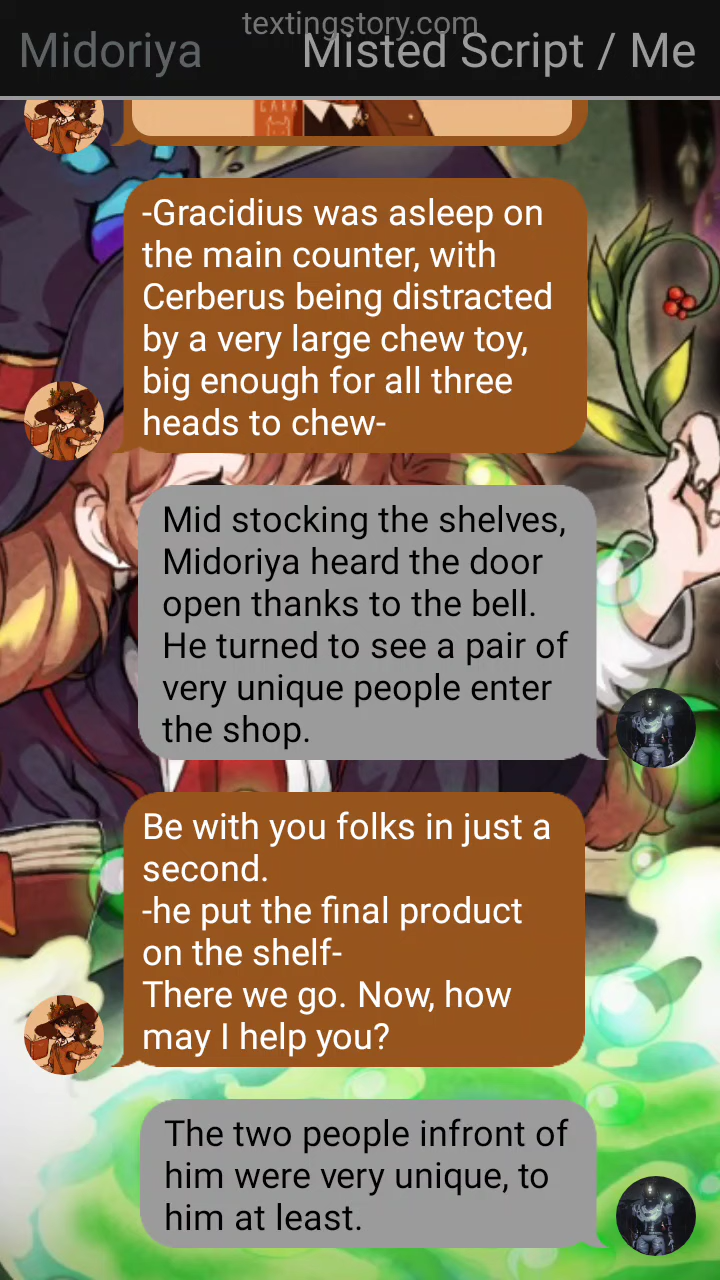 textingstory.com
Midoriya
Misted Script / Me
CARA
-Gracidius was asleep on
the main counter, with
Cerberus being distracted
by a very large chew toy,
big enough for all three
heads to chew-
Mid stocking the shelves,
Midoriya heard the door
open thanks to the bell.
He turned to see a pair of
very unique people enter
the shop.
Be with you folks in just a
second.
-he put the final product
on the shelf-
There we go. Now, how
may I help you?
The two people infront of
him were very unique, to
him at least.